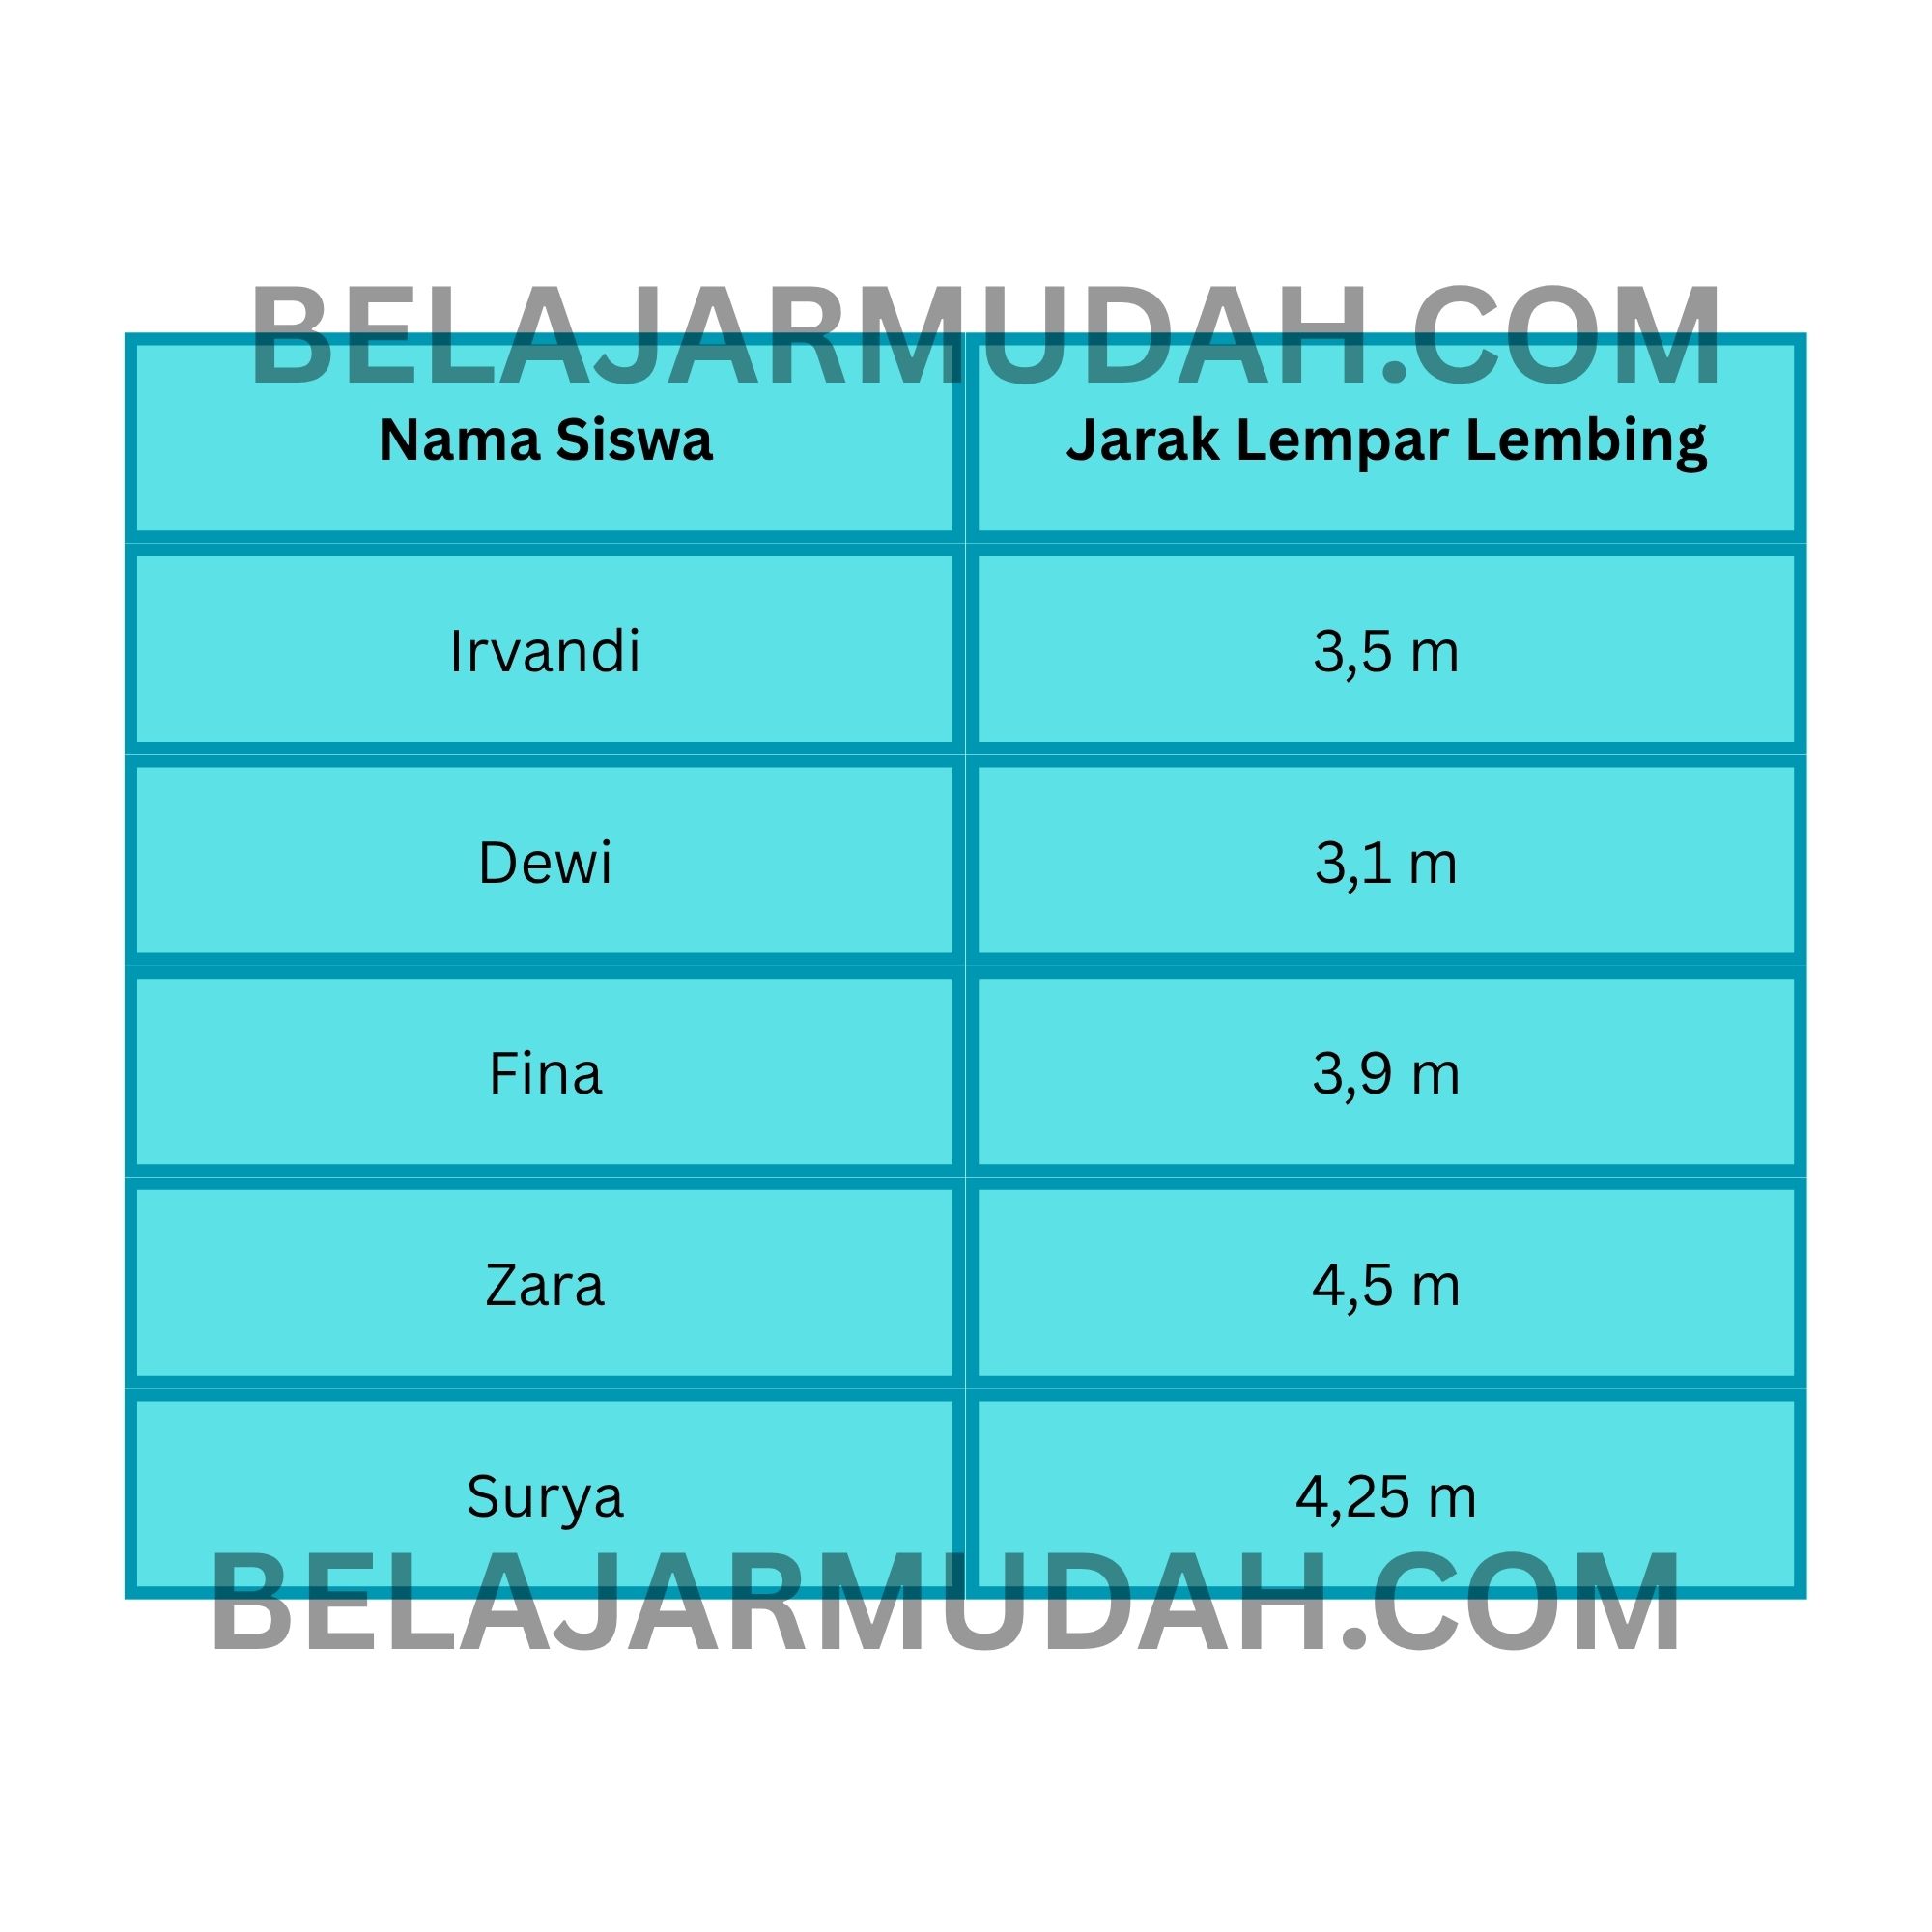 BELAJARMUDAH.COM
Nama Siswa Jarak Lempar Lembing
Irvandi 3,5 m
Dewi 3,1 m
Fina 3,9 m
Zara 4,5 m
Surya 4,25 m
BELAJARMUDAH.COM